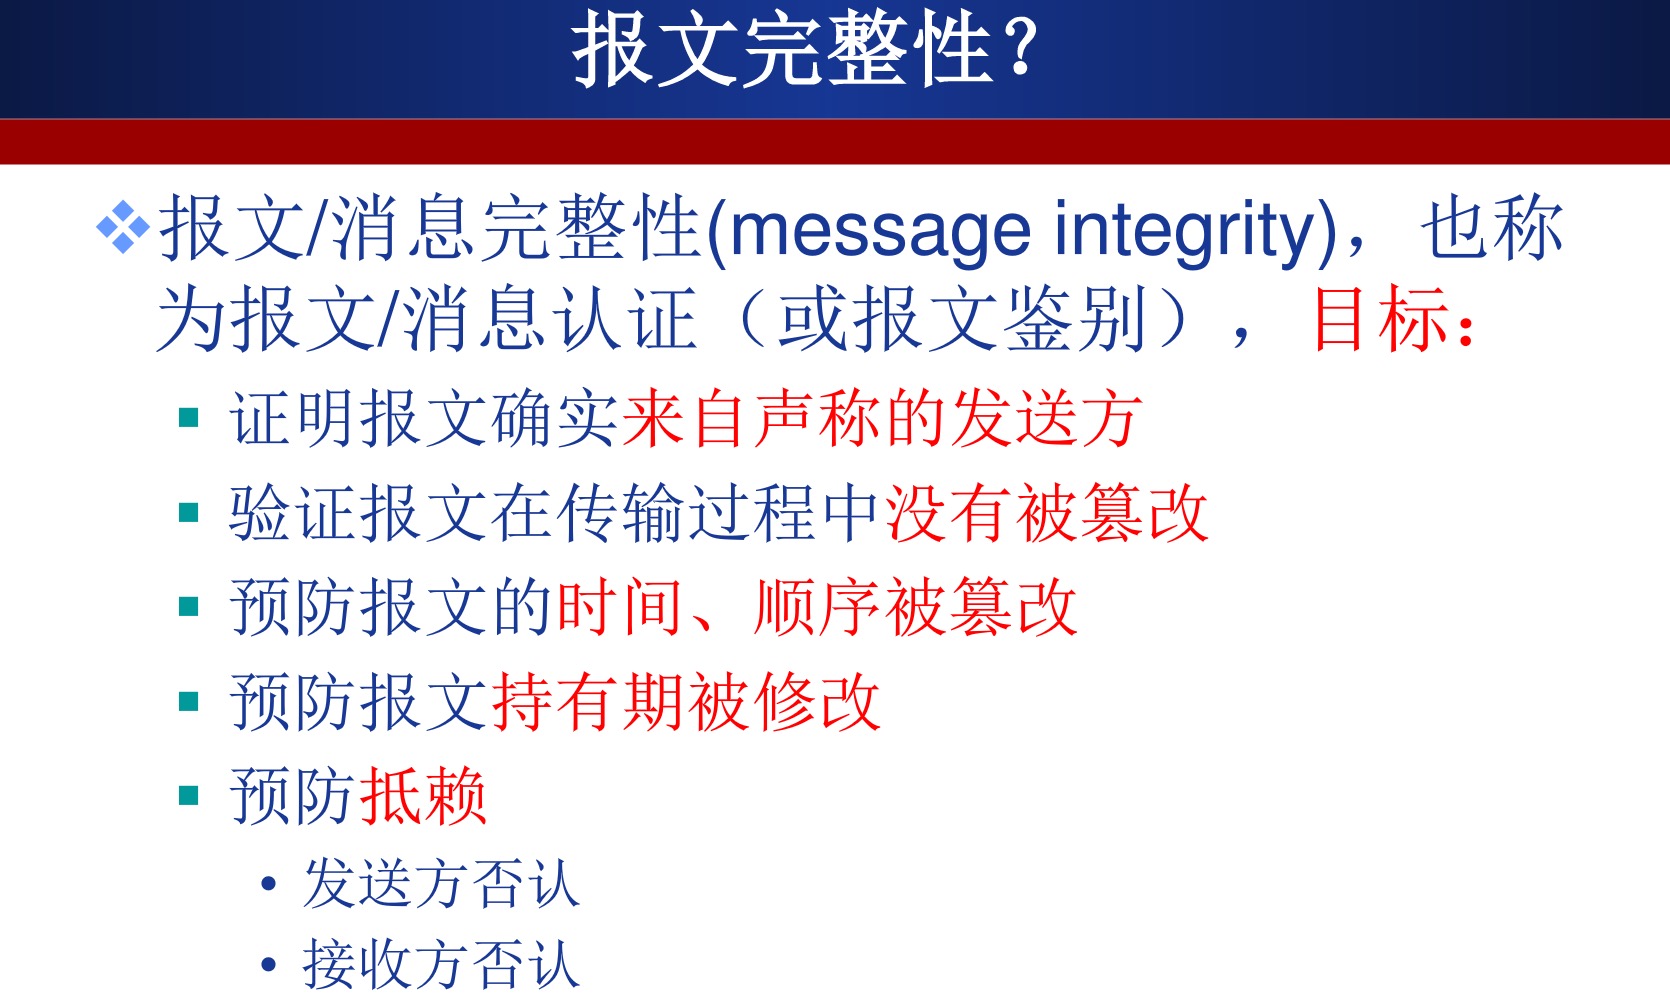 报文完整性？
报文/消息完整性(message integrity)，也称
为报文/消息认证（或报文鉴别），目标：
证明报文确实来自声称的发送方
验证报文在传输过程中没有被篡改
预防报文的时间、顺序被篡改
预防报文持有期被修改
预防抵赖
• 发送方否认
• 接收方否认